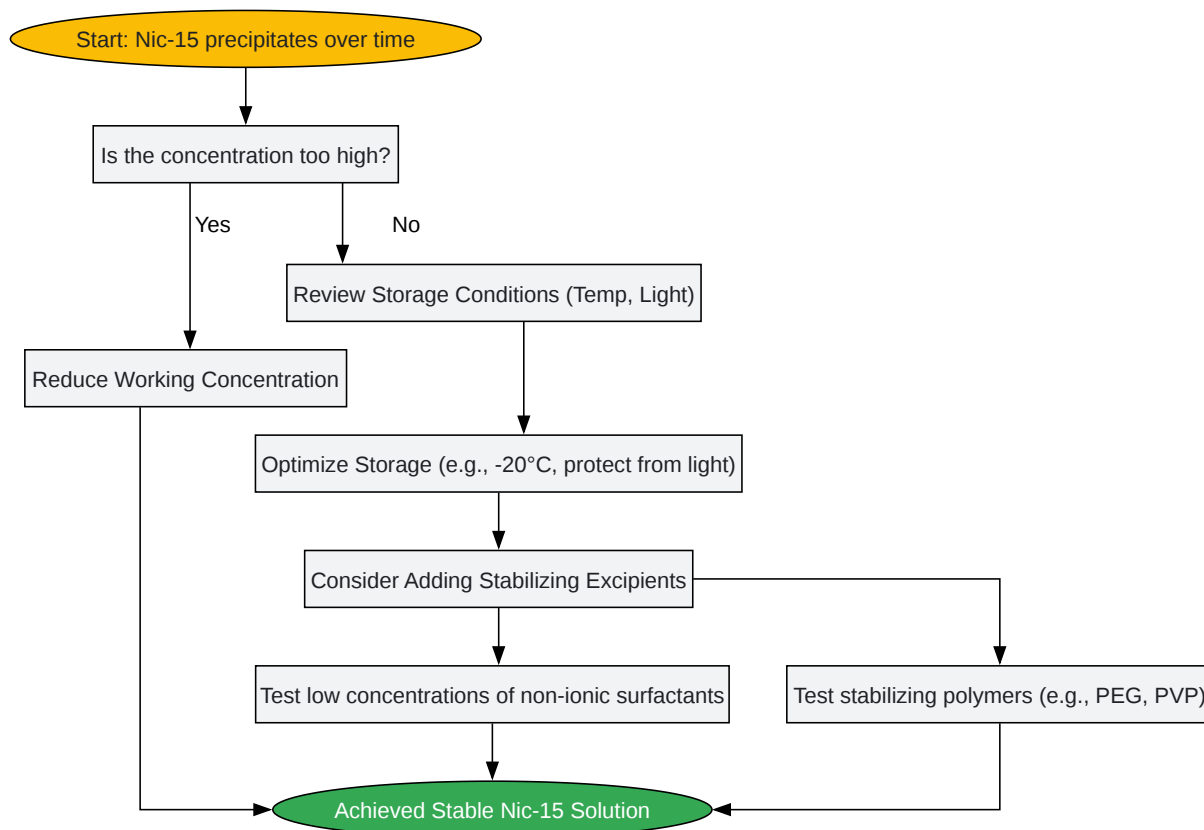 Start: Nic-15 precipitates over time
Is the concentration too high?
Yes
No
Review Storage Conditions (Temp, Light)
Reduce Working Concentration
Optimize Storage (e.g., -20°C, protect from light)
Consider Adding Stabilizing Excipients
Test low concentrations of non-ionic surfactants
Test stabilizing polymers (e.g., PEG, PVP)
Achieved Stable Nic-15 Solution